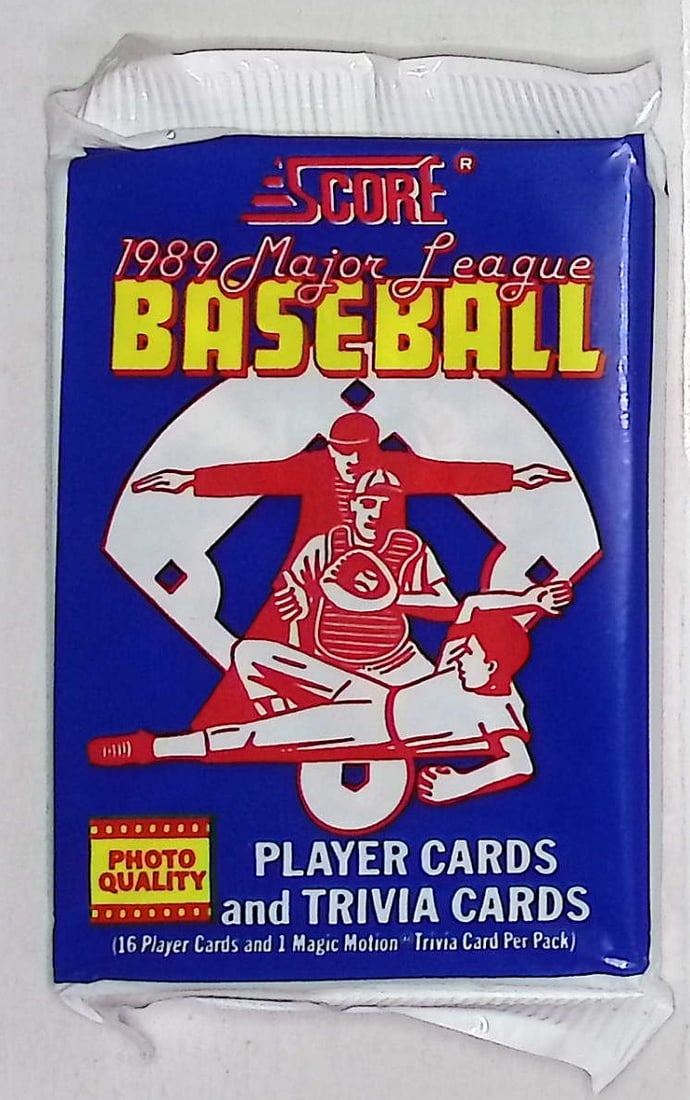 SCORE®
1989 Major League
BASEBALL
PHOTO
QUALITY
PLAYER CARDS
and TRIVIA CARDS
(16 Player Cards and 1 Magic Motion™ Trivia Card Per Pack)